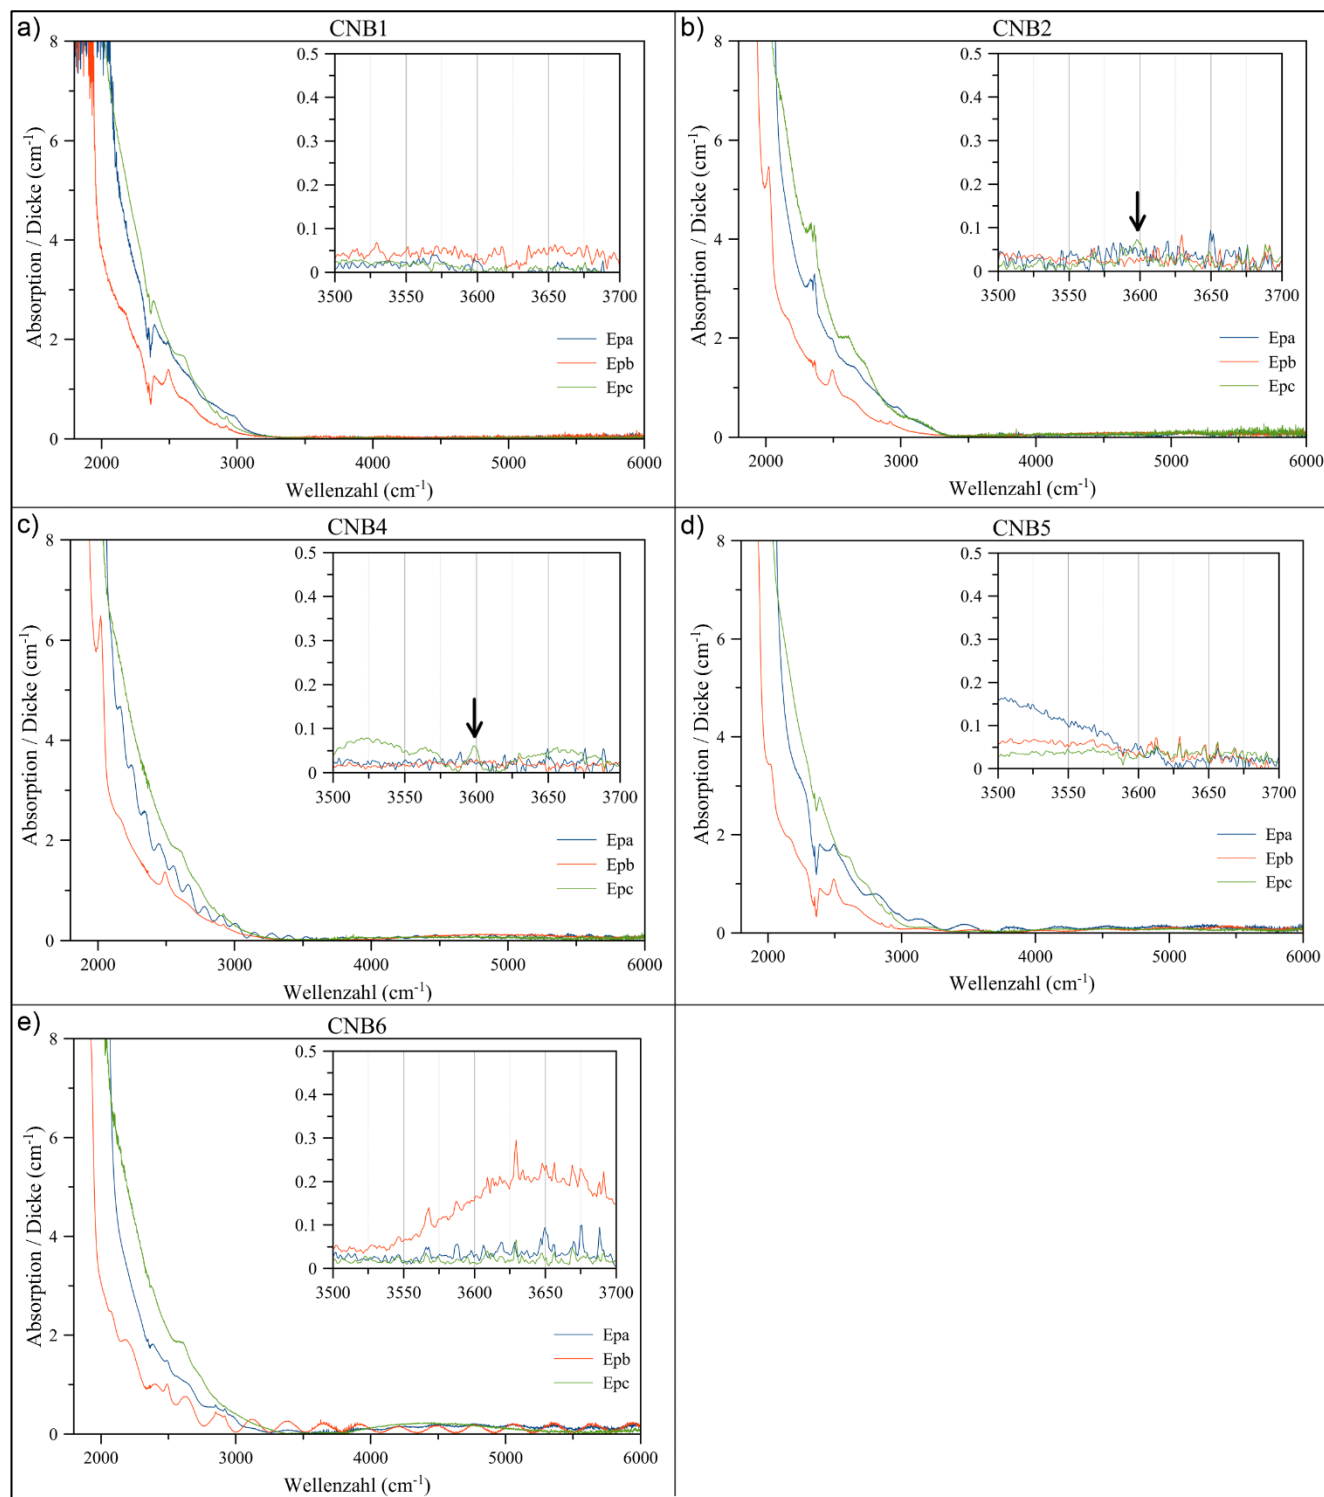 a) CNB1
8
6
4
2
0
Absorption / Dicke (cm⁻¹)
2000 3000 4000 5000 6000
Wellenzahl (cm⁻¹)
0.5
0.4
0.3
0.2
0.1
0
3500 3550 3600 3650 3700
Epa
Epb
Epc
b) CNB2
8
6
4
2
0
Absorption / Dicke (cm⁻¹)
2000 3000 4000 5000 6000
Wellenzahl (cm⁻¹)
0.5
0.4
0.3
0.2
0.1
0
3500 3550 3600 3650 3700
Epa
Epb
Epc
c) CNB4
8
6
4
2
0
Absorption / Dicke (cm⁻¹)
2000 3000 4000 5000 6000
Wellenzahl (cm⁻¹)
0.5
0.4
0.3
0.2
0.1
0
3500 3550 3600 3650 3700
Epa
Epb
Epc
d) CNB5
8
6
4
2
0
Absorption / Dicke (cm⁻¹)
2000 3000 4000 5000 6000
Wellenzahl (cm⁻¹)
0.5
0.4
0.3
0.2
0.1
0
3500 3550 3600 3650 3700
Epa
Epb
Epc
e) CNB6
8
6
4
2
0
Absorption / Dicke (cm⁻¹)
2000 3000 4000 5000 6000
Wellenzahl (cm⁻¹)
0.5
0.4
0.3
0.2
0.1
0
3500 3550 3600 3650 3700
Epa
Epb
Epc